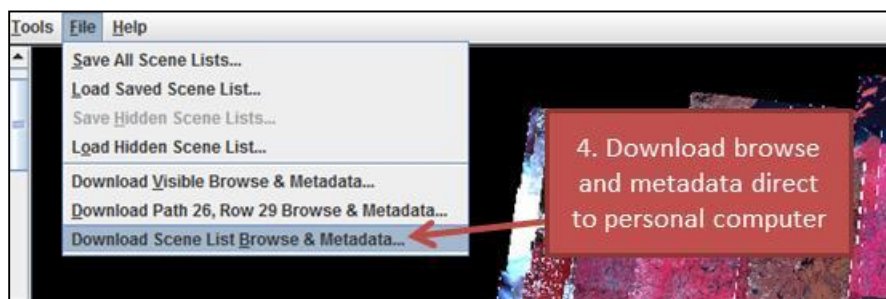 Tools File Help
Save All Scene Lists...
Load Saved Scene List...
Save Hidden Scene Lists...
Load Hidden Scene List...
Download Visible Browse & Metadata...
Download Path 26, Row 29 Browse & Metadata...
Download Scene List Browse & Metadata...
4. Download browse
and metadata direct
to personal computer